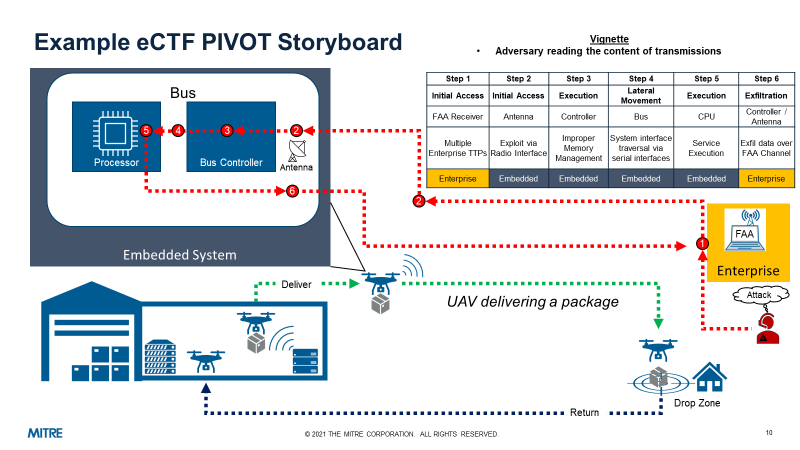 Example eCTF PIVOT Storyboard
Vignette
• Adversary reading the content of transmissions
Step 1 Step 2 Step 3 Step 4 Step 5 Step 6
Initial Access Initial Access Execution Lateral Movement Execution Exfiltration
FAA Receiver Antenna Controller Bus CPU Controller / Antenna
Multiple Enterprise TTPs Exploit via Radio Interface Improper Memory Management System interface traversal via serial interfaces Service Execution Exfil data over FAA Channel
Enterprise Embedded Embedded Embedded Embedded Enterprise
Bus
5 4 3 2
Processor
Bus Controller
Antenna
6
2
Embedded System
1
FAA
Enterprise
Attack
Deliver
UAV delivering a package
Drop Zone
Return
MITRE
© 2021 THE MITRE CORPORATION. ALL RIGHTS RESERVED.
10